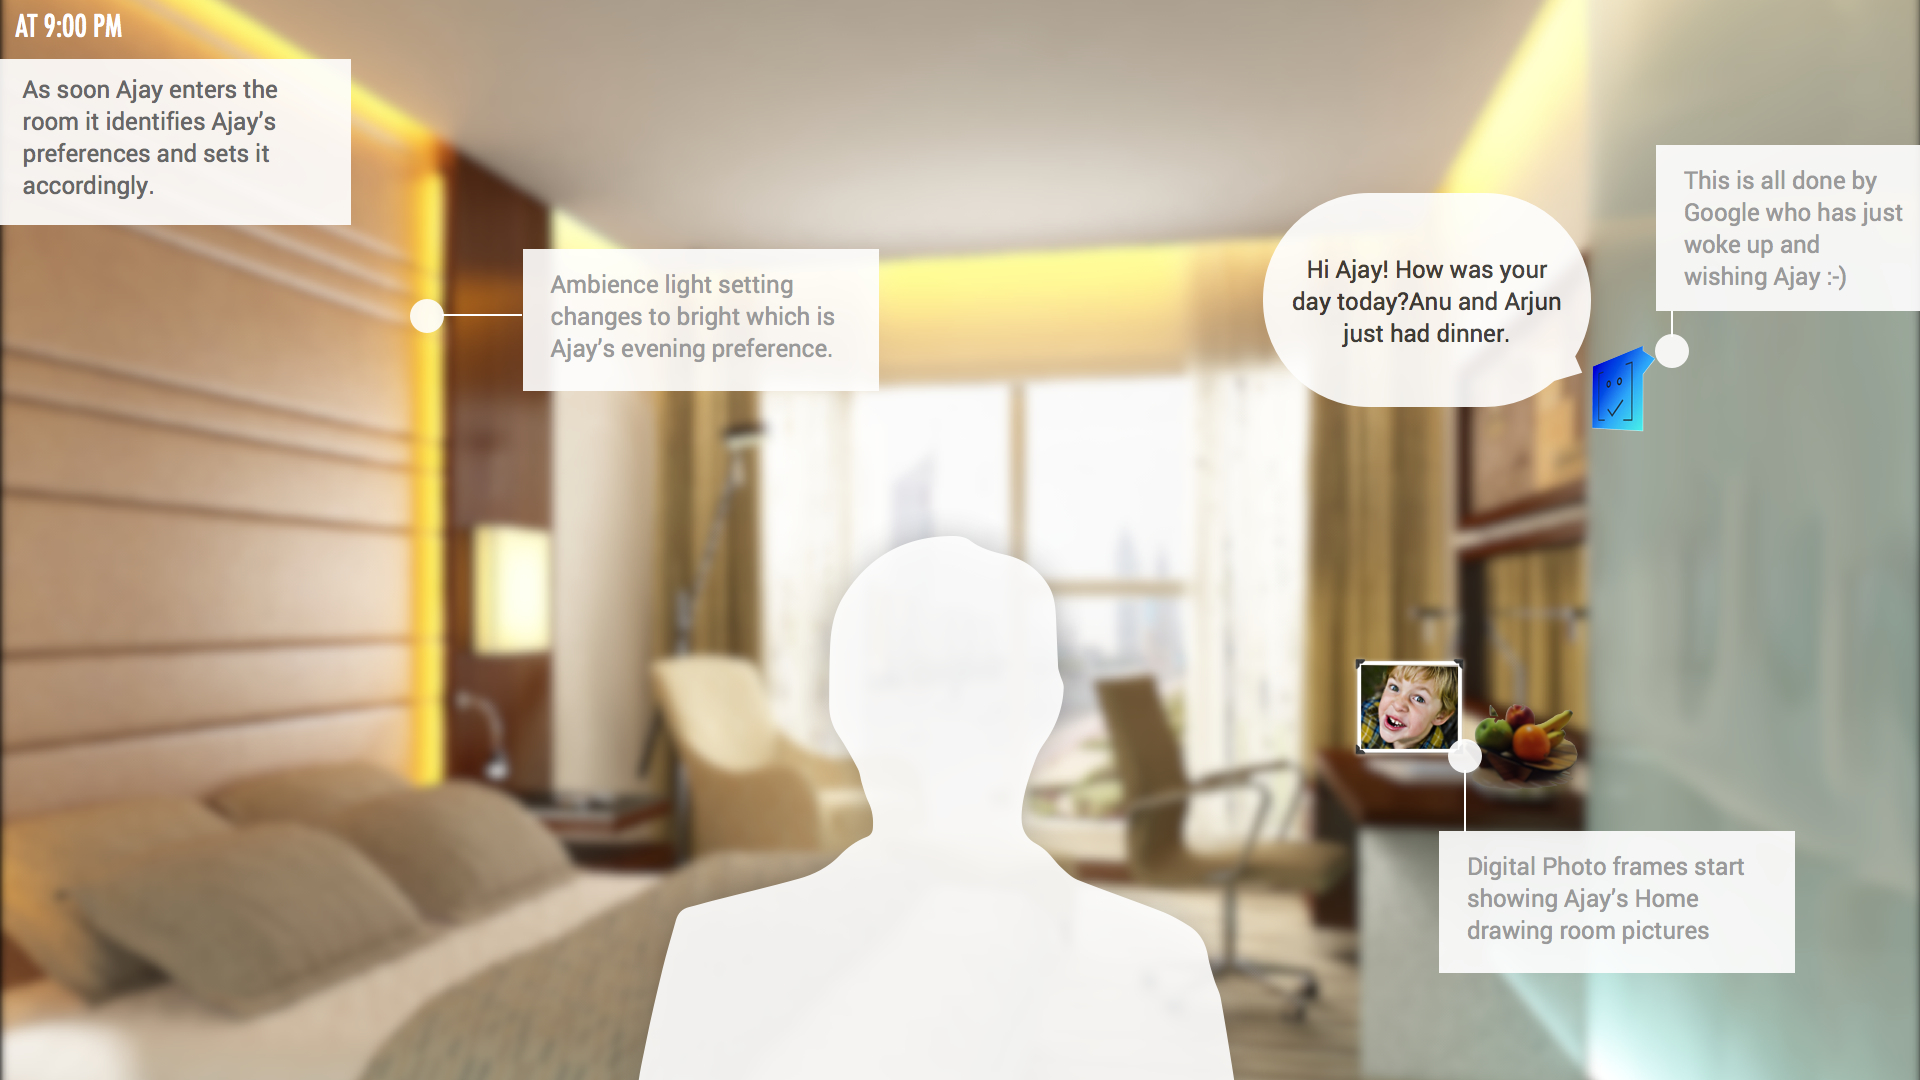 AT 9:00 PM
As soon Ajay enters the
room it identifies Ajay’s
preferences and sets it
accordingly.
Ambience light setting
changes to bright which is
Ajay’s evening preference.
Hi Ajay! How was your
day today?Anu and Arjun
just had dinner.
This is all done by
Google who has just
woke up and
wishing Ajay :-)
Digital Photo frames start
showing Ajay’s Home
drawing room pictures